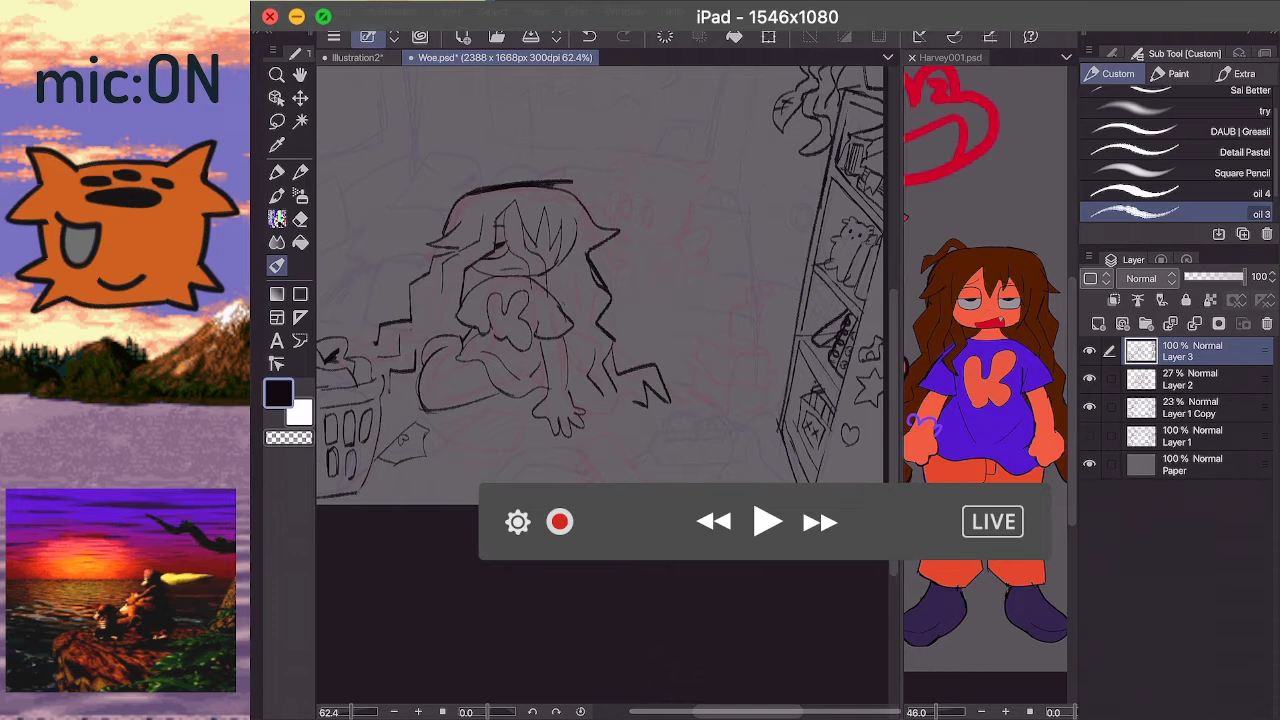 mic:ON
iPad - 1546x1080
Illustration2*
Woe.psd* (2388 x 1668px 300dpi 62.4%)
Harvey001.psd
1
Sub Tool[Custom]
Custom
Paint
Extra
Sai Better
try
DAUB | Greasil
Detail Pastel
Square Pencil
oil 4
oil 3
Layer
Normal
100
100 % Normal
Layer 3
27 % Normal
Layer 2
23 % Normal
Layer 1 Copy
100 % Normal
Layer 1
100 % Normal
Paper
K
K
A
LIVE
62.4
0.0
46.0
0.0